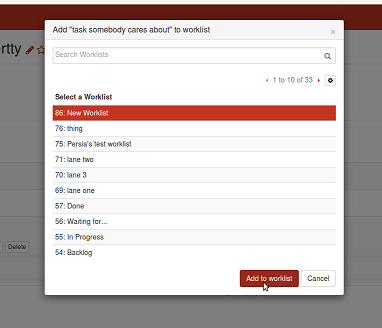 Add "task somebody cares about" to worklist
×
ertty
Search Worklists
1 to 10 of 33
Select a Worklist
86: New Worklist
76: thing
75: Persia's test worklist
71: lane two
70: lane 3
69: lane one
57: Done
56: Waiting for...
55: In Progress
54: Backlog
Delete
Add to worklist
Cancel